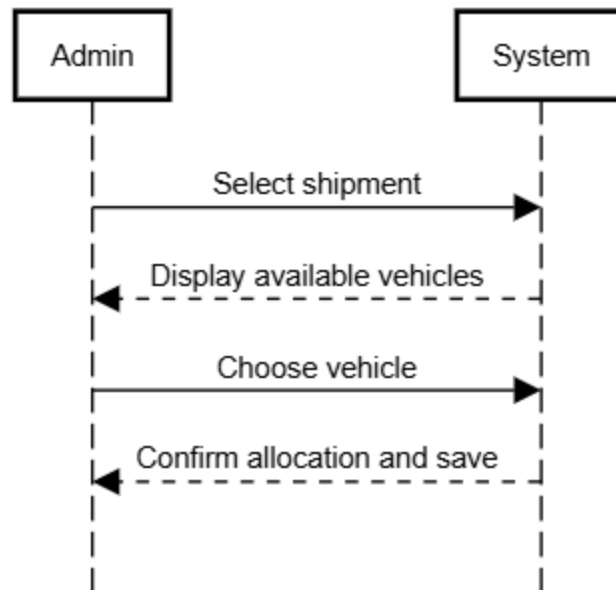 Admin
System
Select shipment
Display available vehicles
Choose vehicle
Confirm allocation and save